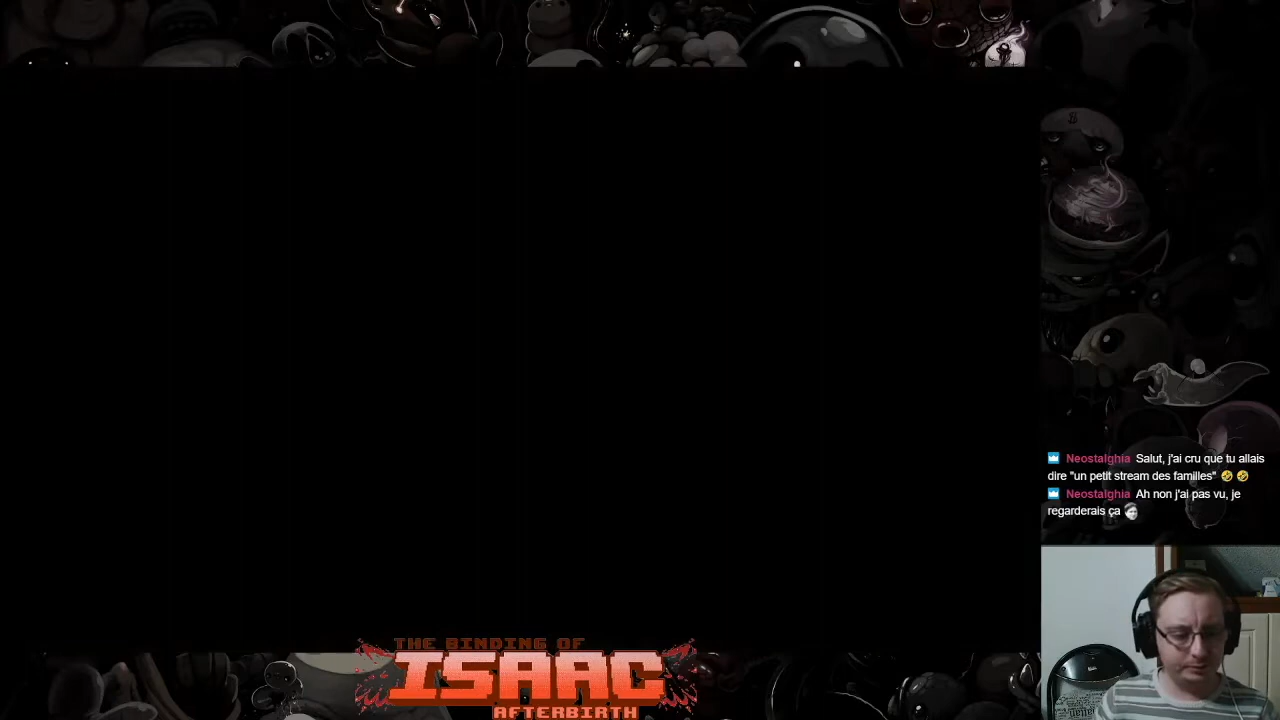 Neostalghia Salut, j'ai cru que tu allais
dire "un petit stream des familles" 🤣 🤣
Neostalghia Ah non j'ai pas vu, je
regarderais ça
THE BINDING OF
ISAAC
AFTERBIRTH